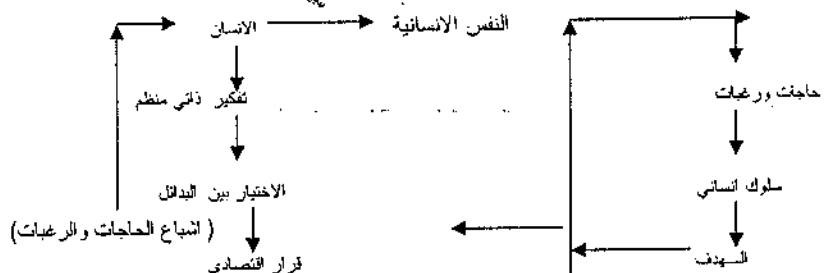 الانسان
النفس الانسانية
تفكير ذاتي منظم
حاجات ورغبات
الاختيار بين البدائل
سلوك انساني
( اشباع الحاجات والرغبات)
قرار اقتصادي
الهدف